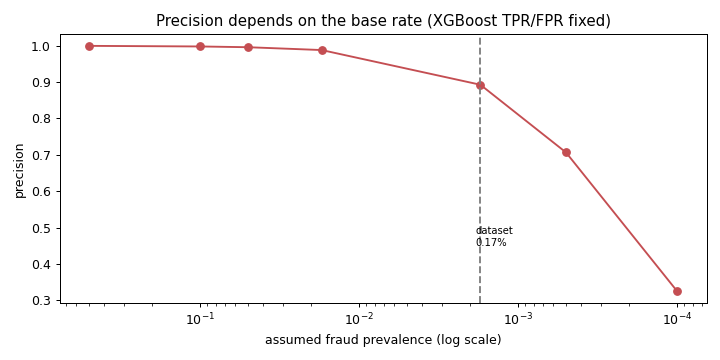 Precision depends on the base rate (XGBoost TPR/FPR fixed)
precision
1.0
0.9
0.8
0.7
0.6
0.5
0.4
0.3
dataset
0.17%
10⁻¹ 10⁻² 10⁻³ 10⁻⁴
assumed fraud prevalence (log scale)